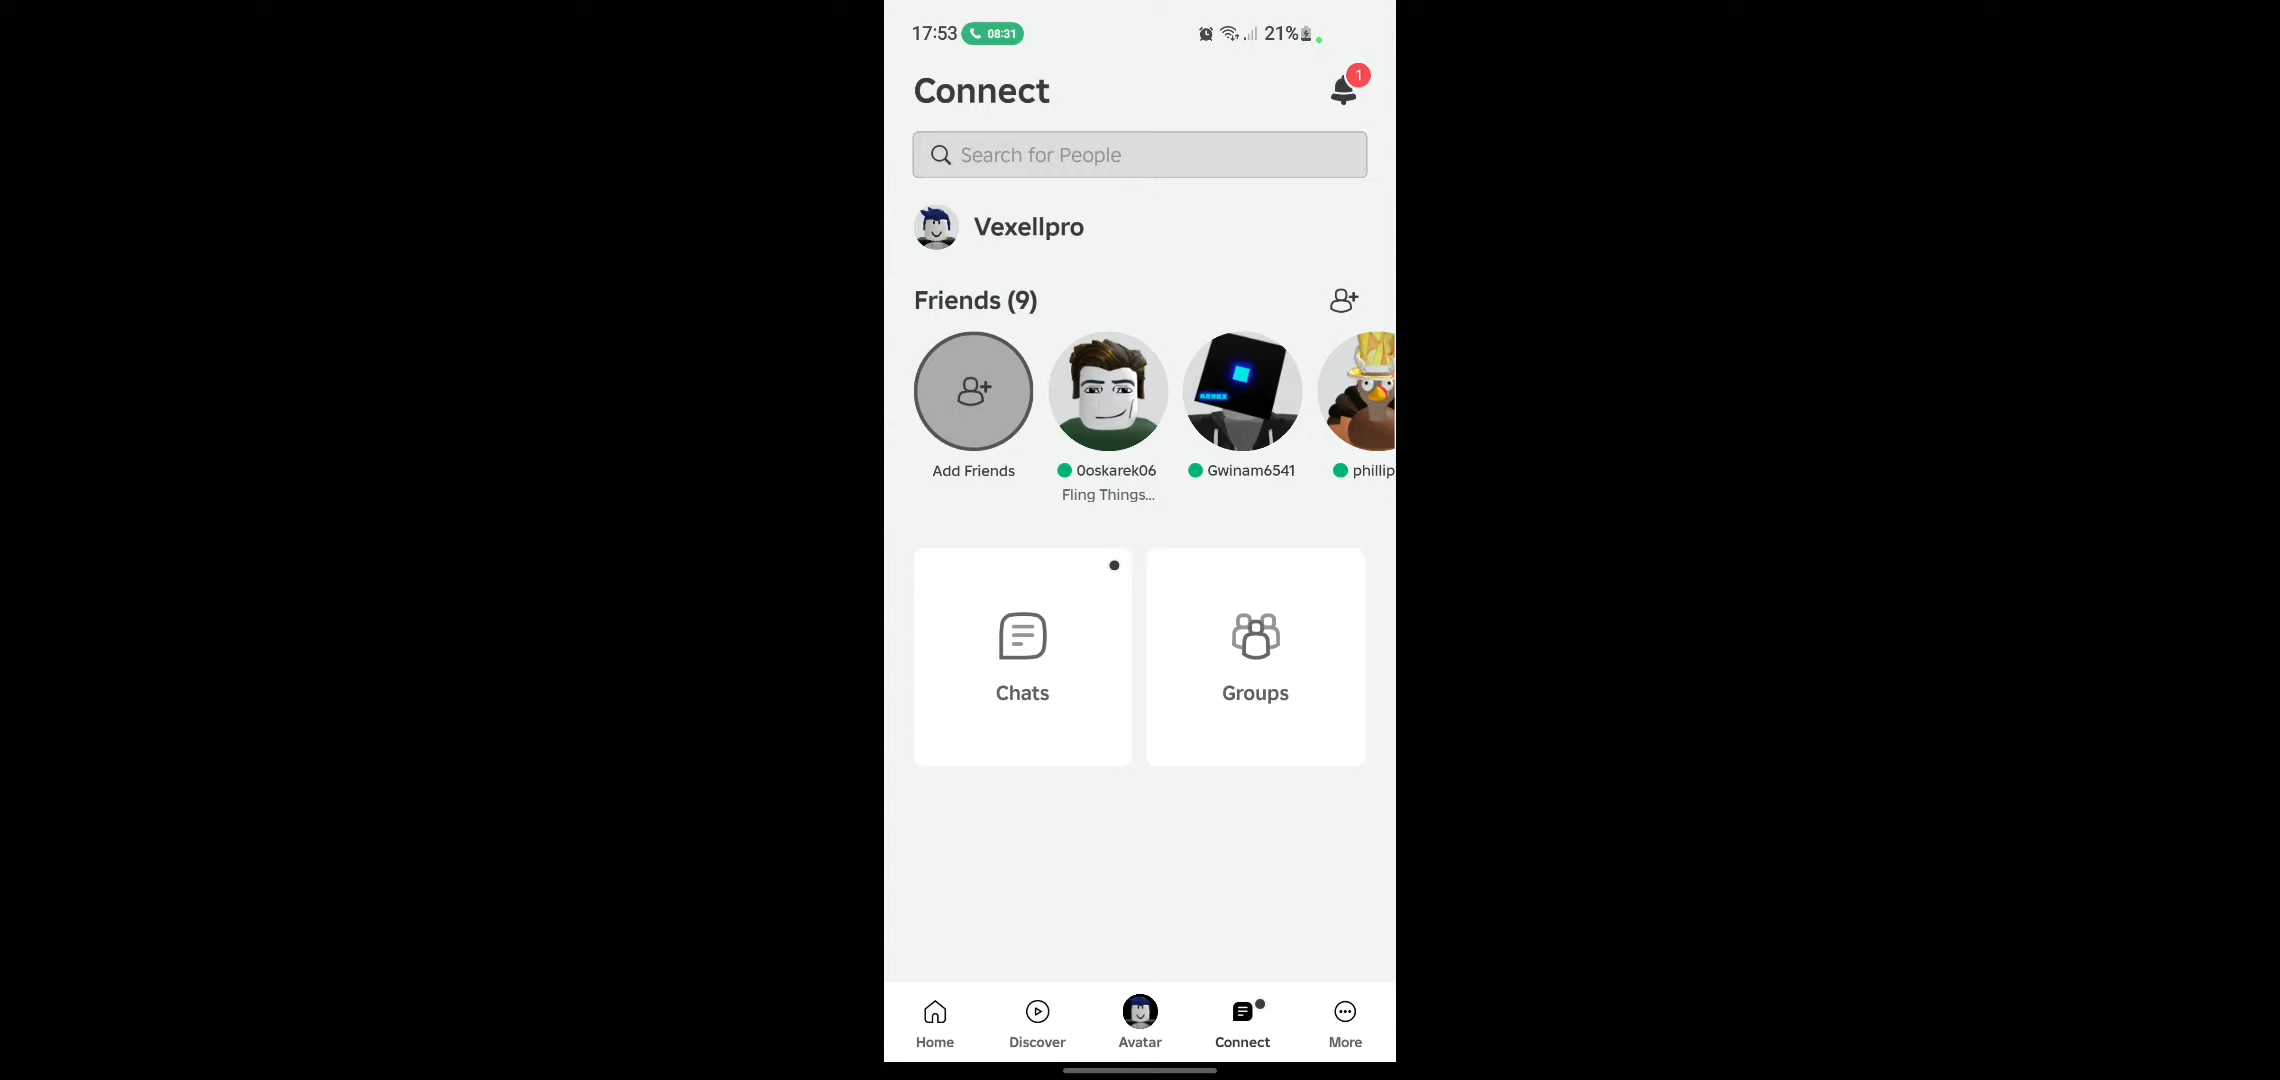 17:53 08:31 21%
Connect
1
Search for People
Vexellpro
Friends (9)
Add Friends
0oskarek06
Gwinam6541
phillip
Fling Things...
Chats
Groups
Home
Discover
Avatar
Connect
More